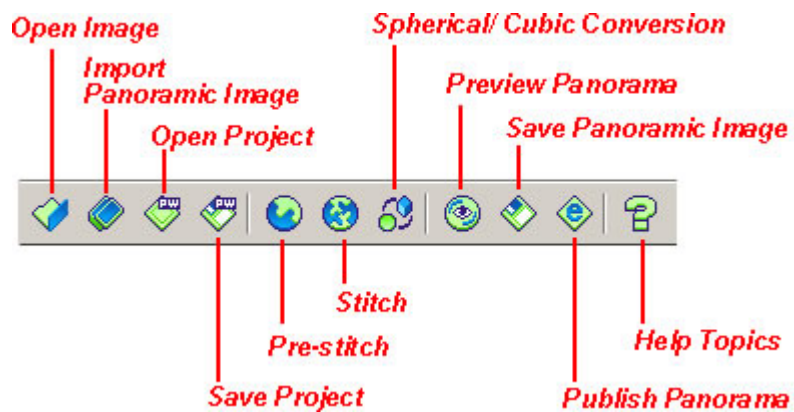 Open Image
Spherical/ Cubic Conversion
Import
Panoramic Image
Preview Panorama
Open Project
Save Panoramic Image
PW
PW
e
Stitch
Pre-stitch
Help Topics
Save Project
Publish Panorama